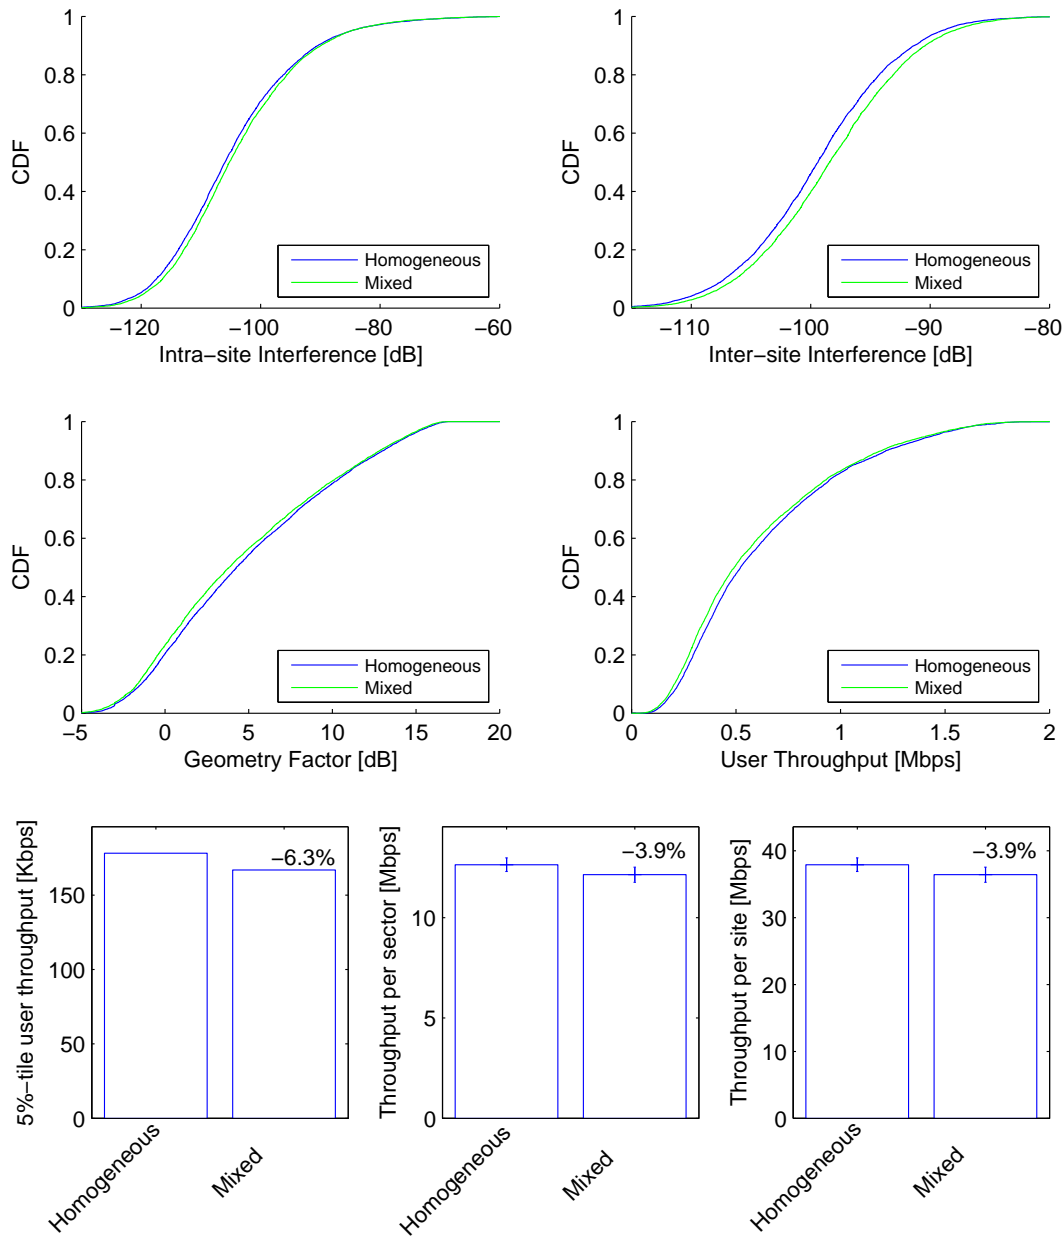 1
0.8
0.6
0.4
0.2
0
CDF
−120
−100
−80
−60
Intra−site Interference [dB]
Homogeneous
Mixed
1
0.8
0.6
0.4
0.2
0
CDF
−110
−100
−90
−80
Inter−site Interference [dB]
Homogeneous
Mixed
1
0.8
0.6
0.4
0.2
0
CDF
−5
0
5
10
15
20
Geometry Factor [dB]
Homogeneous
Mixed
1
0.8
0.6
0.4
0.2
0
CDF
0
0.5
1
1.5
2
User Throughput [Mbps]
Homogeneous
Mixed
5%−tile user throughput [Kbps]
150
100
50
0
−6.3%
Homogeneous
Mixed
Throughput per sector [Mbps]
10
5
0
−3.9%
Homogeneous
Mixed
Throughput per site [Mbps]
40
30
20
10
0
−3.9%
Homogeneous
Mixed